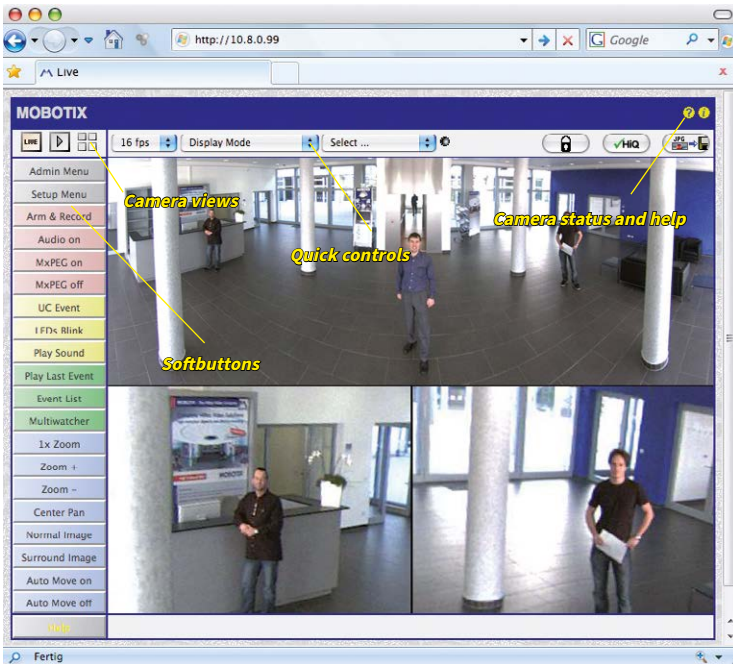 http://10.8.0.99
Google
Live
MOBOTIX
? i
LIVE
16 fps
Display Mode
Select ...
HiQ
JPG
Camera views
Camera status and help
Quick controls
Softbuttons
Admin Menu
Setup Menu
Arm & Record
Audio on
MxPEG on
MxPEG off
UC Event
LEDs Blink
Play Sound
Play Last Event
Event List
Multiwatcher
1x Zoom
Zoom +
Zoom –
Center Pan
Normal Image
Surround Image
Auto Move on
Auto Move off
Help
MOBOTIX
MOBOTIX
Fertig